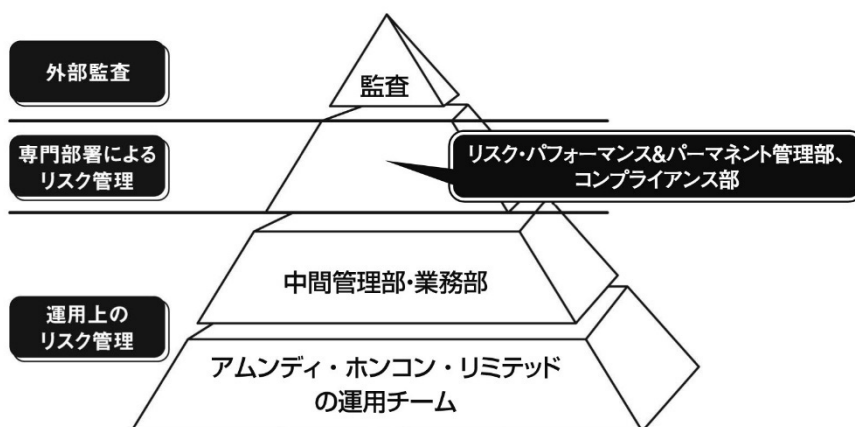 外部監査
監査
専門部署による
リスク管理
リスク・パフォーマンス&パーマネント管理部、
コンプライアンス部
中間管理部・業務部
運用上の
リスク管理
アムンディ・ホンコン・リミテッド
の運用チーム